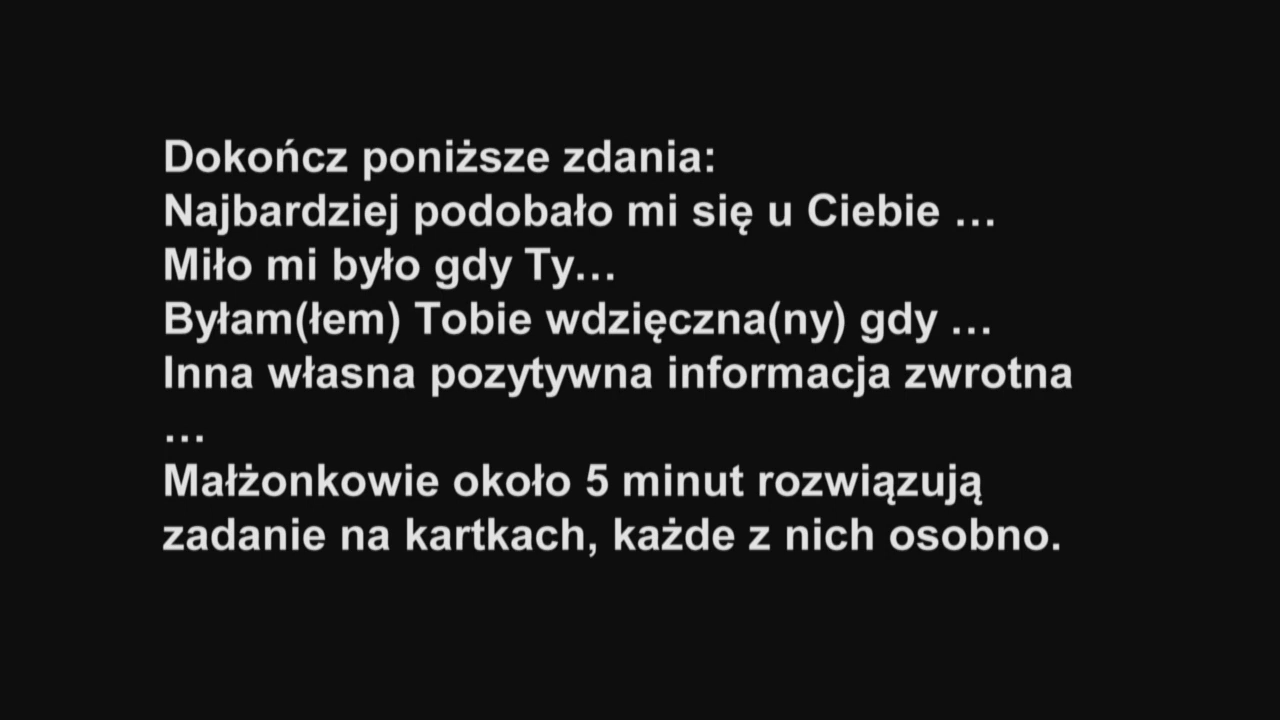 Dokończ poniższe zdania:
Najbardziej podobało mi się u Ciebie …
Miło mi było gdy Ty…
Byłam(łem) Tobie wdzięczna(ny) gdy …
Inna własna pozytywna informacja zwrotna
…
Małżonkowie około 5 minut rozwiązują
zadanie na kartkach, każde z nich osobno.